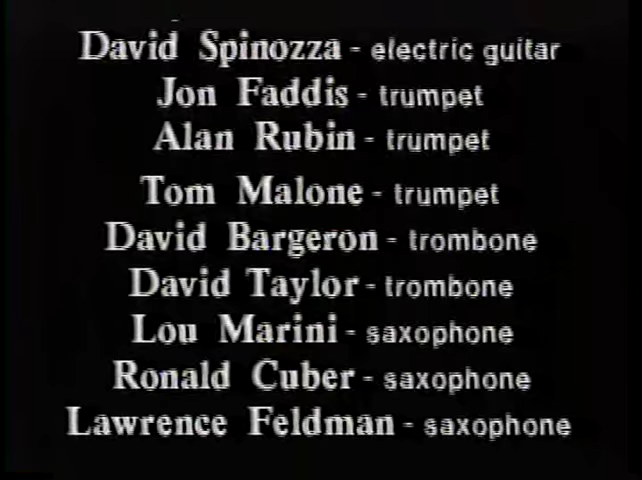 David Spinozza - electric guitar
Jon Faddis - trumpet
Alan Rubin - trumpet
Tom Malone - trumpet
David Bargeron - trombone
David Taylor - trombone
Lou Marini - saxophone
Ronald Cuber - saxophone
Lawrence Feldman - saxophone